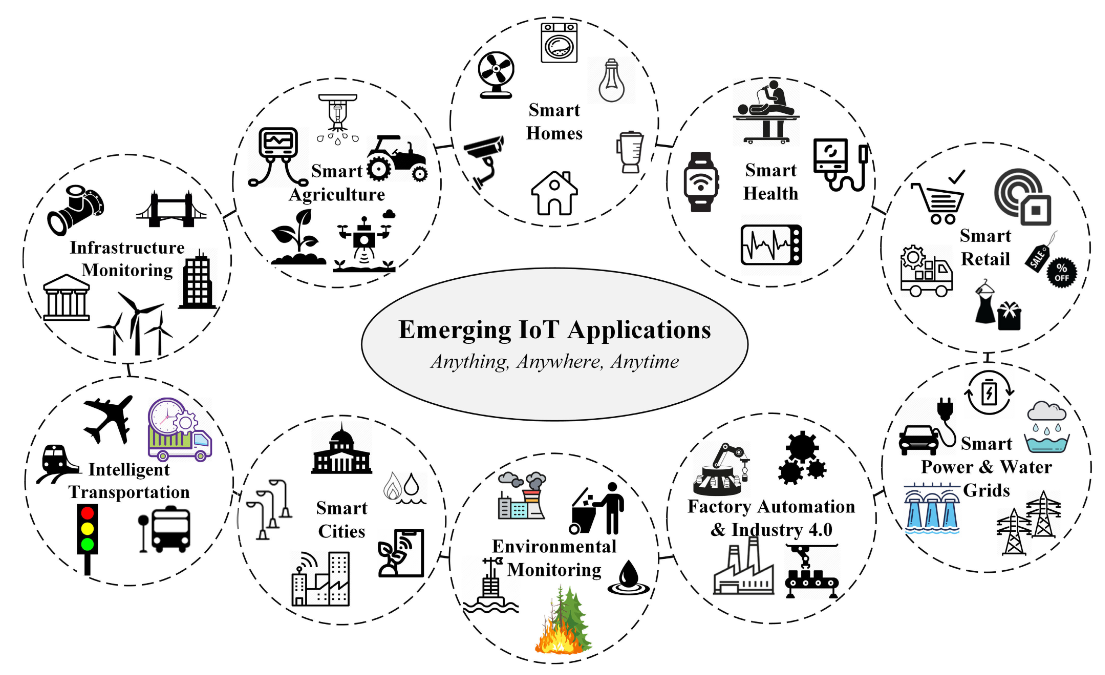 Smart
Homes
Smart
Agriculture
Smart
Health
Infrastructure
Monitoring
Smart
Retail
SALE
%
OFF
Emerging IoT Applications
Anything, Anywhere, Anytime
Intelligent
Transportation
Smart
Cities
Environmental
Monitoring
Factory Automation
& Industry 4.0
Smart
Power & Water
Grids